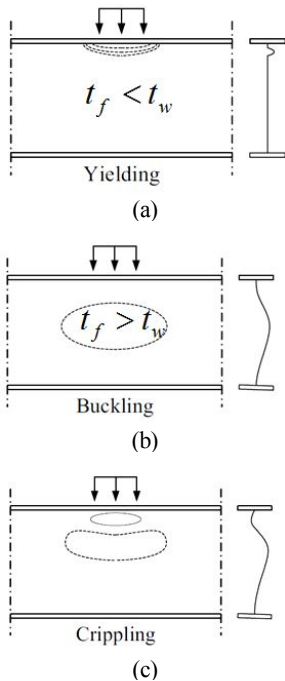 t_f < t_w
Yielding
(a)
t_f > t_w
Buckling
(b)
Crippling
(c)